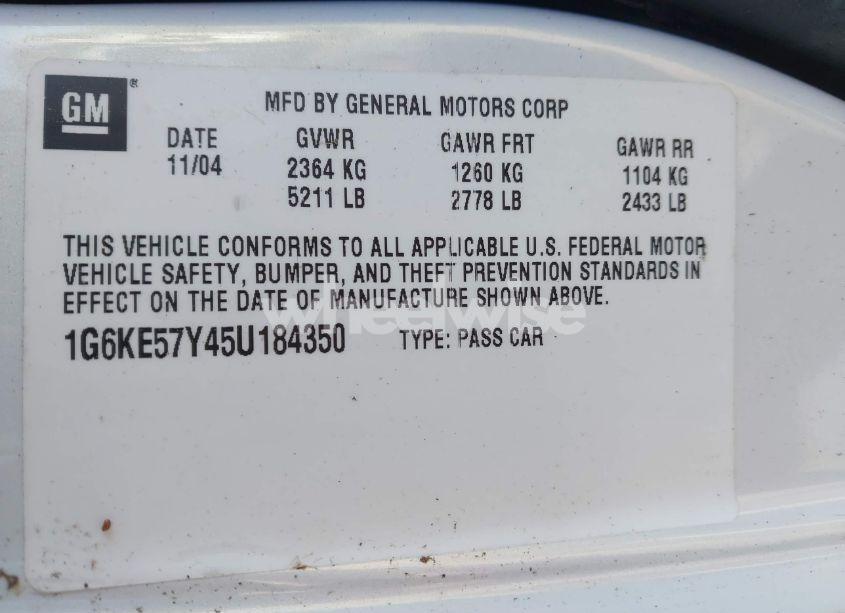 GM®
MFD BY GENERAL MOTORS CORP
DATE GVWR GAWR FRT GAWR RR
11/04 2364 KG 1260 KG 1104 KG
5211 LB 2778 LB 2433 LB
THIS VEHICLE CONFORMS TO ALL APPLICABLE U.S. FEDERAL MOTOR
VEHICLE SAFETY, BUMPER, AND THEFT PREVENTION STANDARDS IN
EFFECT ON THE DATE OF MANUFACTURE SHOWN ABOVE.
wheelwise
1G6KE57Y45U184350 TYPE: PASS CAR